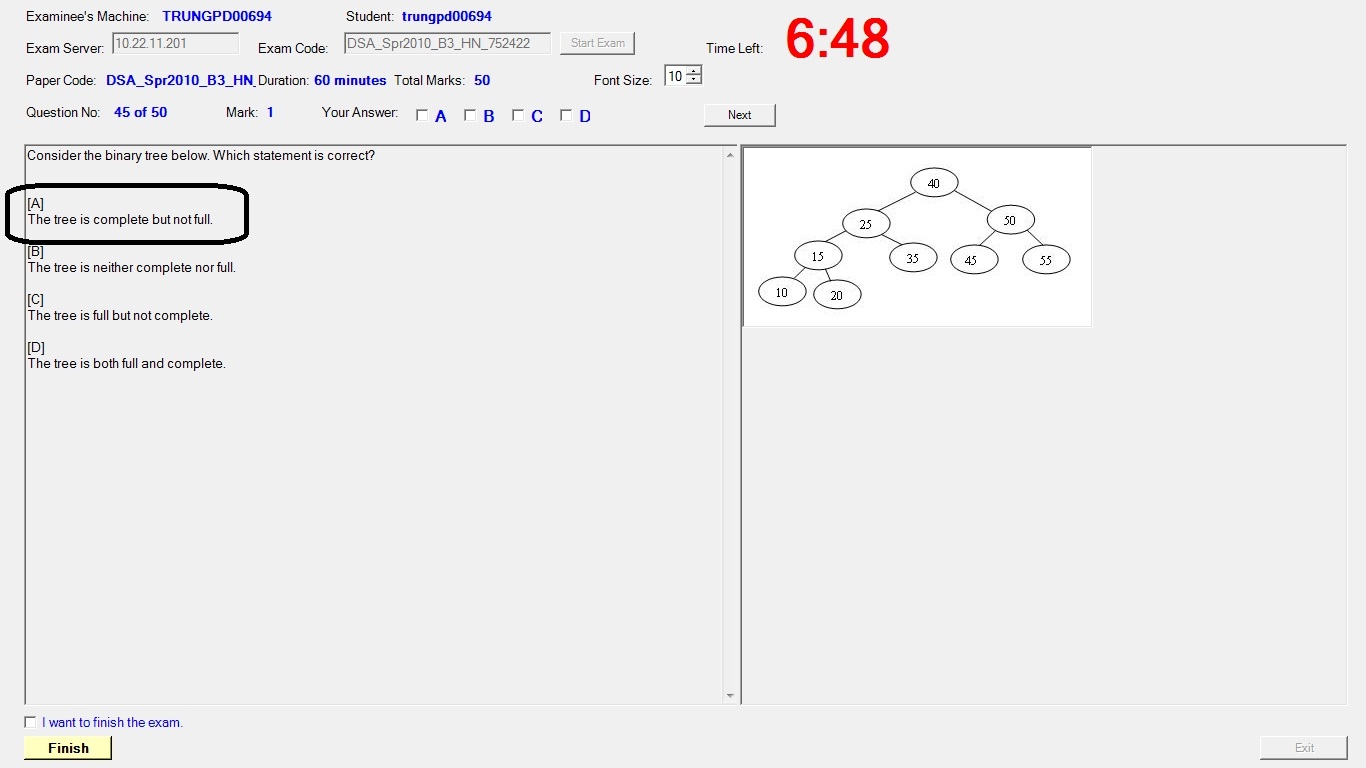 Examinee's Machine: TRUNGPD00694 Student: trungpd00694
Exam Server: 10.22.11.201 Exam Code: DSA_Spr2010_B3_HN_752422 Start Exam Time Left: 6:48
Paper Code: DSA_Spr2010_B3_HN_ Duration: 60 minutes Total Marks: 50 Font Size: 10
Question No: 45 of 50 Mark: 1 Your Answer: A B C D Next
Consider the binary tree below. Which statement is correct?
[A]
The tree is complete but not full.
[B]
The tree is neither complete nor full.
[C]
The tree is full but not complete.
[D]
The tree is both full and complete.
40
25 50
15 35 45 55
10 20
I want to finish the exam.
Finish Exit